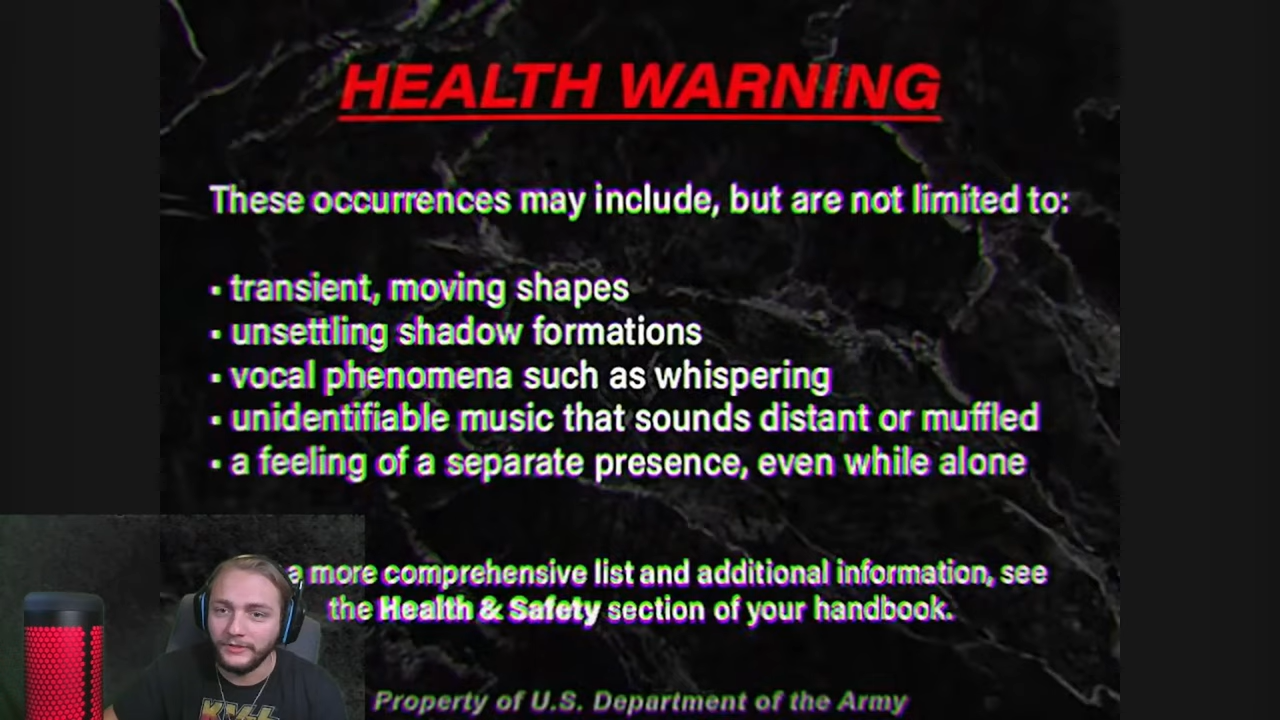 HEALTH WARNING
These occurrences may include, but are not limited to:
· transient, moving shapes
· unsettling shadow formations
· vocal phenomena such as whispering
· unidentifiable music that sounds distant or muffled
· a feeling of a separate presence, even while alone
a more comprehensive list and additional information, see
the Health & Safety section of your handbook.
Property of U.S. Department of the Army